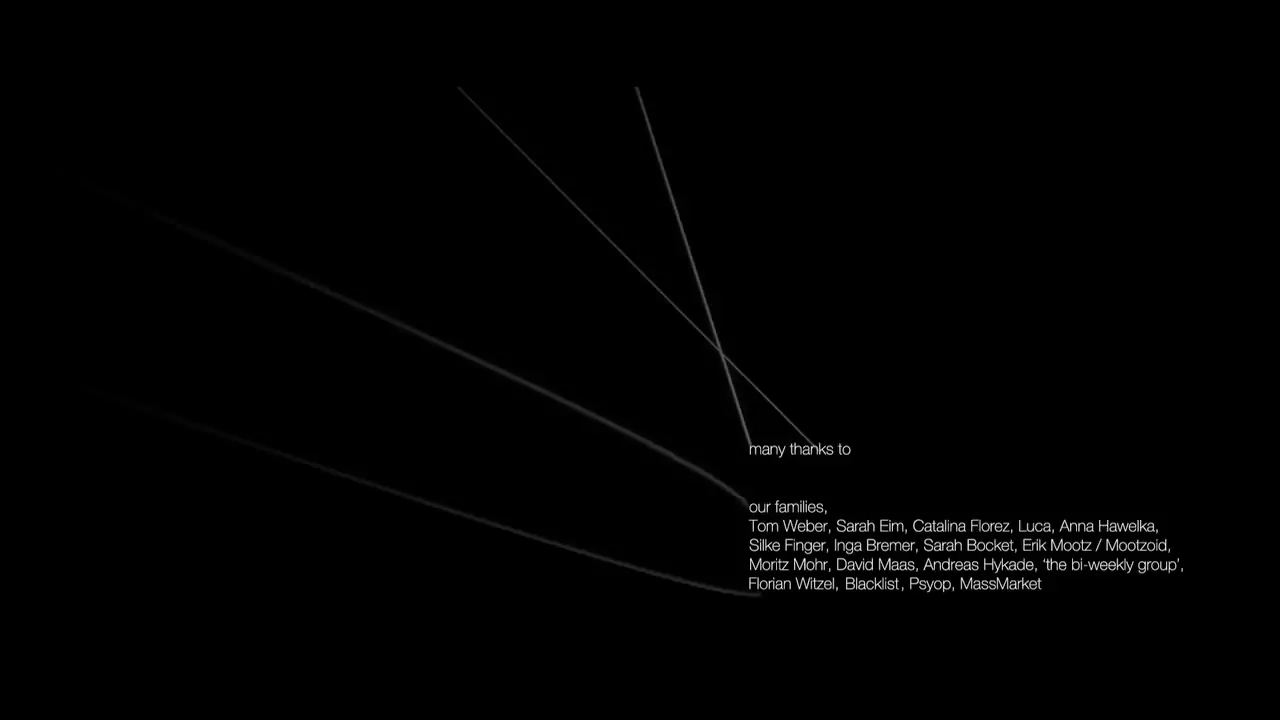 many thanks to
our families,
Tom Weber, Sarah Eim, Catalina Florez, Luca, Anna Hawelka,
Silke Finger, Inga Bremer, Sarah Bocket, Erik Mootz / Mootzoid,
Moritz Mohr, David Maas, Andreas Hykade, ‘the bi-weekly group’,
Florian Witzel, Blacklist, Psyop, MassMarket